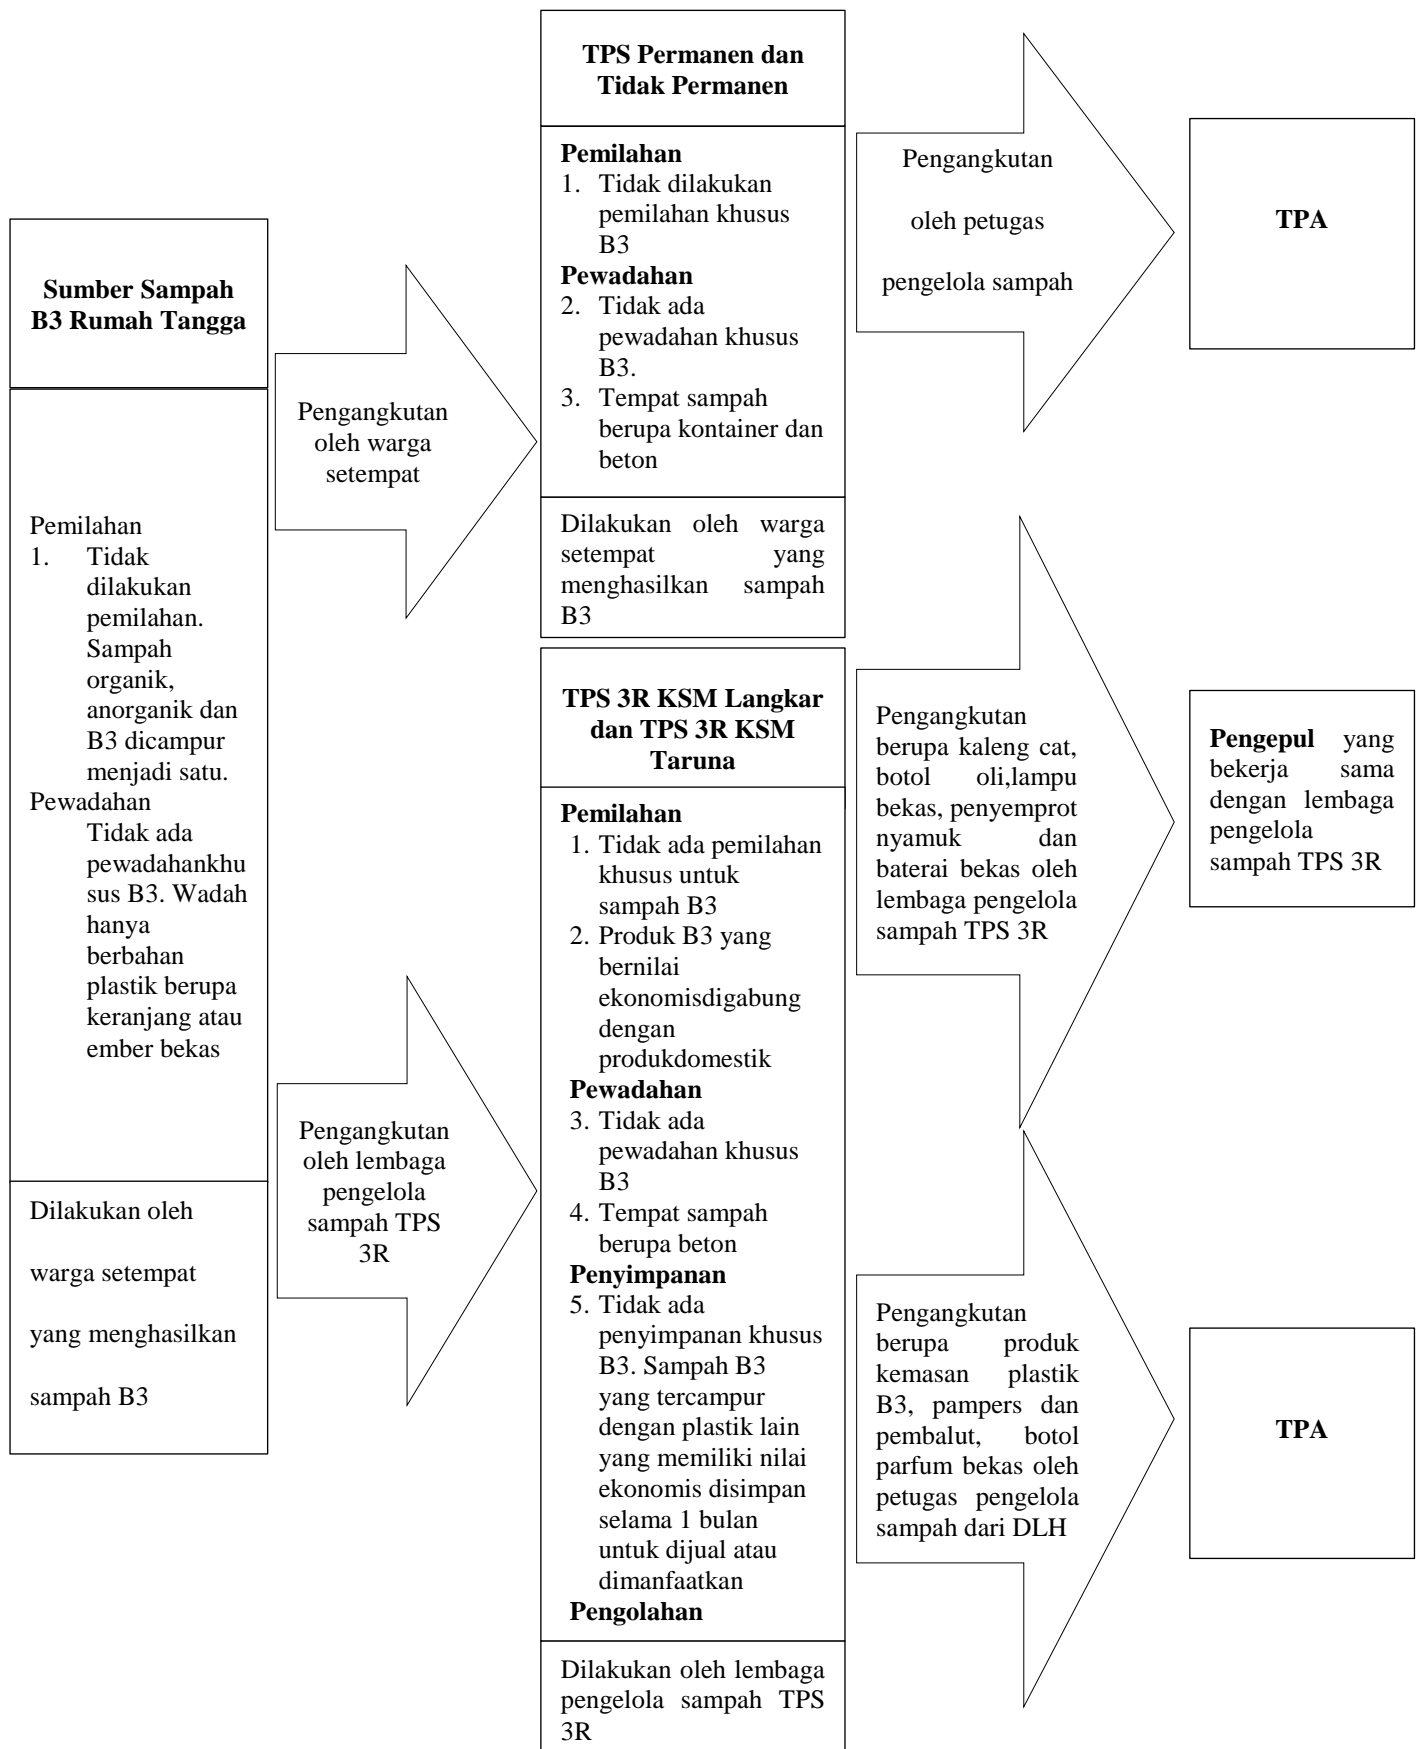 Sumber Sampah
B3 Rumah Tangga
Pemilahan
1. Tidak
dilakukan
pemilahan.
Sampah
organik,
anorganik dan
B3 dicampur
menjadi satu.
Pewadahan
Tidak ada
pewadahankhu
sus B3. Wadah
hanya
berbahan
plastik berupa
keranjang atau
ember bekas
Dilakukan oleh
warga setempat
yang menghasilkan
sampah B3
Pengangkutan
oleh warga
setempat
Pengangkutan
oleh lembaga
pengelola
sampah TPS
3R
TPS Permanen dan
Tidak Permanen
Pemilahan
1. Tidak dilakukan
pemilahan khusus
B3
Pewadahan
2. Tidak ada
pewadahan khusus
B3.
3. Tempat sampah
berupa kontainer dan
beton
Dilakukan oleh warga
setempat yang
menghasilkan sampah
B3
Pengangkutan
oleh petugas
pengelola sampah
TPA
TPS 3R KSM Langkar
dan TPS 3R KSM
Taruna
Pemilahan
1. Tidak ada pemilahan
khusus untuk
sampah B3
2. Produk B3 yang
bernilai
ekonomisdigabung
dengan
produkdomestik
Pewadahan
3. Tidak ada
pewadahan khusus
B3
4. Tempat sampah
berupa beton
Penyimpanan
5. Tidak ada
penyimpanan khusus
B3. Sampah B3
yang tercampur
dengan plastik lain
yang memiliki nilai
ekonomis disimpan
selama 1 bulan
untuk dijual atau
dimanfaatkan
Pengolahan
Dilakukan oleh lembaga
pengelola sampah TPS
3R
Pengangkutan
berupa kaleng cat,
botol oli,lampu
bekas, penyemprot
nyamuk dan
baterai bekas oleh
lembaga pengelola
sampah TPS 3R
Pengepul yang
bekerja sama
dengan lembaga
pengelola
sampah TPS 3R
Pengangkutan
berupa produk
kemasan plastik
B3, pampers dan
pembalut, botol
parfum bekas oleh
petugas pengelola
sampah dari DLH
TPA